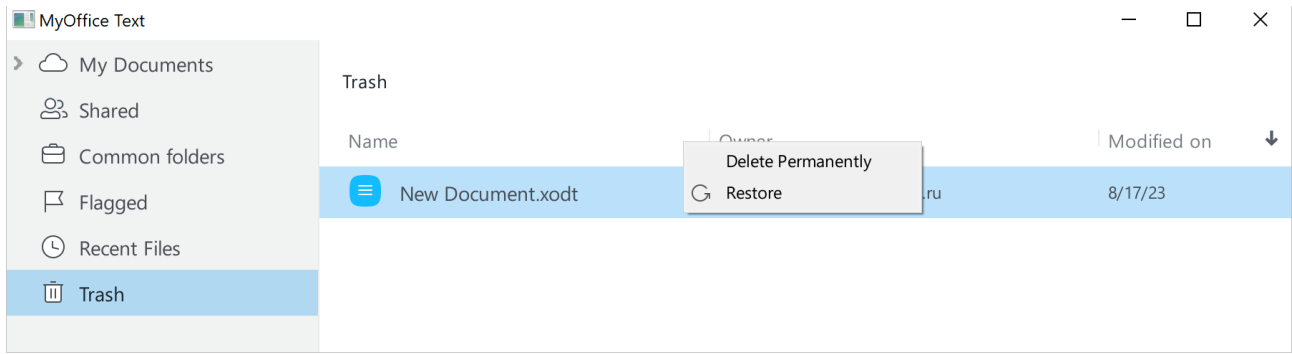 MyOffice Text
My Documents
Shared
Common folders
Flagged
Recent Files
Trash
Trash
Name Owner Modified on
Delete Permanently
Restore
New Document.xodt .ru 8/17/23